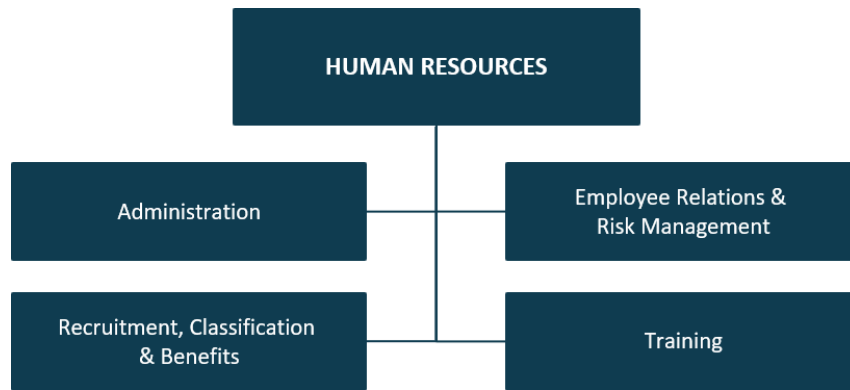 HUMAN RESOURCES
Administration
Employee Relations &
Risk Management
Recruitment, Classification
& Benefits
Training